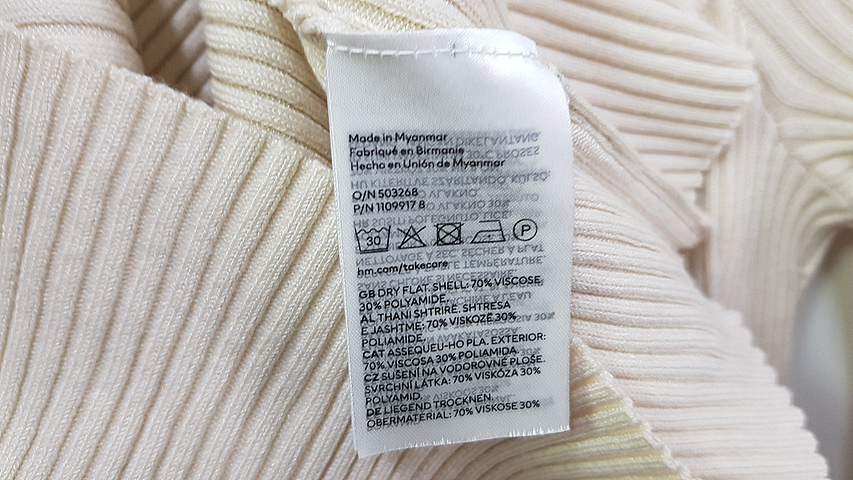 Made in Myanmar
Fabriqué en Birmanie
Hecho en Unión de Myanmar
O/N 503268
P/N 1109917 8
30
P
hm.com/takecare
GB DRY FLAT. SHELL: 70% VISCOSE
30% POLYAMIDE.
AL THANI SHTRIRË. SHTRESA
E JASHTME: 70% VISKOZË 30%
POLIAMIDE.
CAT ASSEQUEU-HO PLA. EXTERIOR:
70% VISCOSA 30% POLIAMIDA.
CZ SUŠENÍ NA VODOROVNÉ PLOŠE.
SVRCHNÍ LÁTKA: 70% VISKÓZA 30%
POLYAMID.
DE LIEGEND TROCKNEN.
OBERMATERIAL: 70% VISKOSE 30%